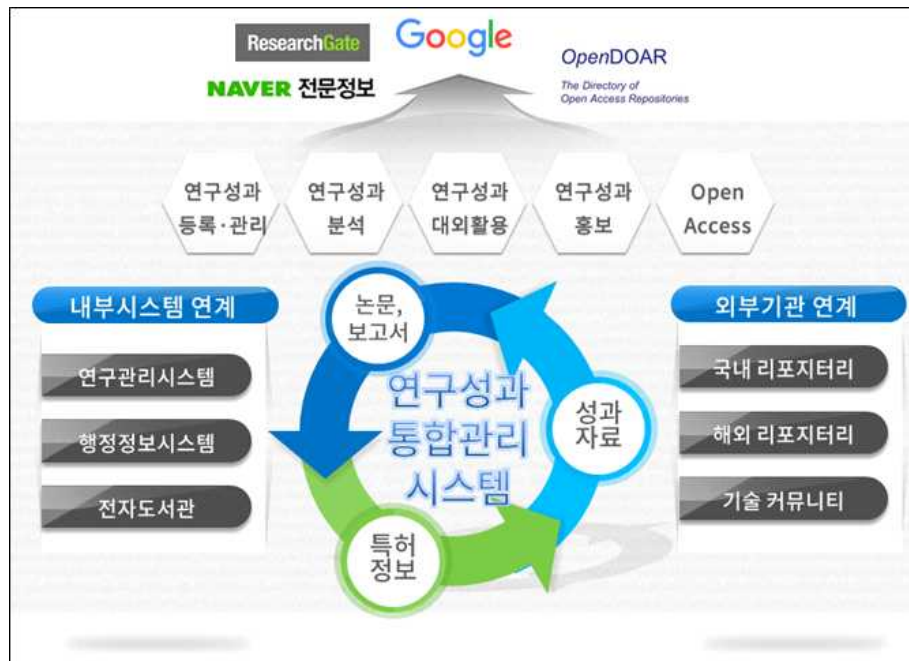 ResearchGate
Google
NAVER 전문정보
OpenDOAR
The Directory of
Open Access Repositories
연구성과
등록·관리
연구성과
분석
연구성과
대외활용
연구성과
홍보
Open
Access
내부시스템 연계
연구관리시스템
행정정보시스템
전자도서관
논문,
보고서
연구성과
통합관리
시스템
성과
자료
특허
정보
외부기관 연계
국내 리포지터리
해외 리포지터리
기술 커뮤니티